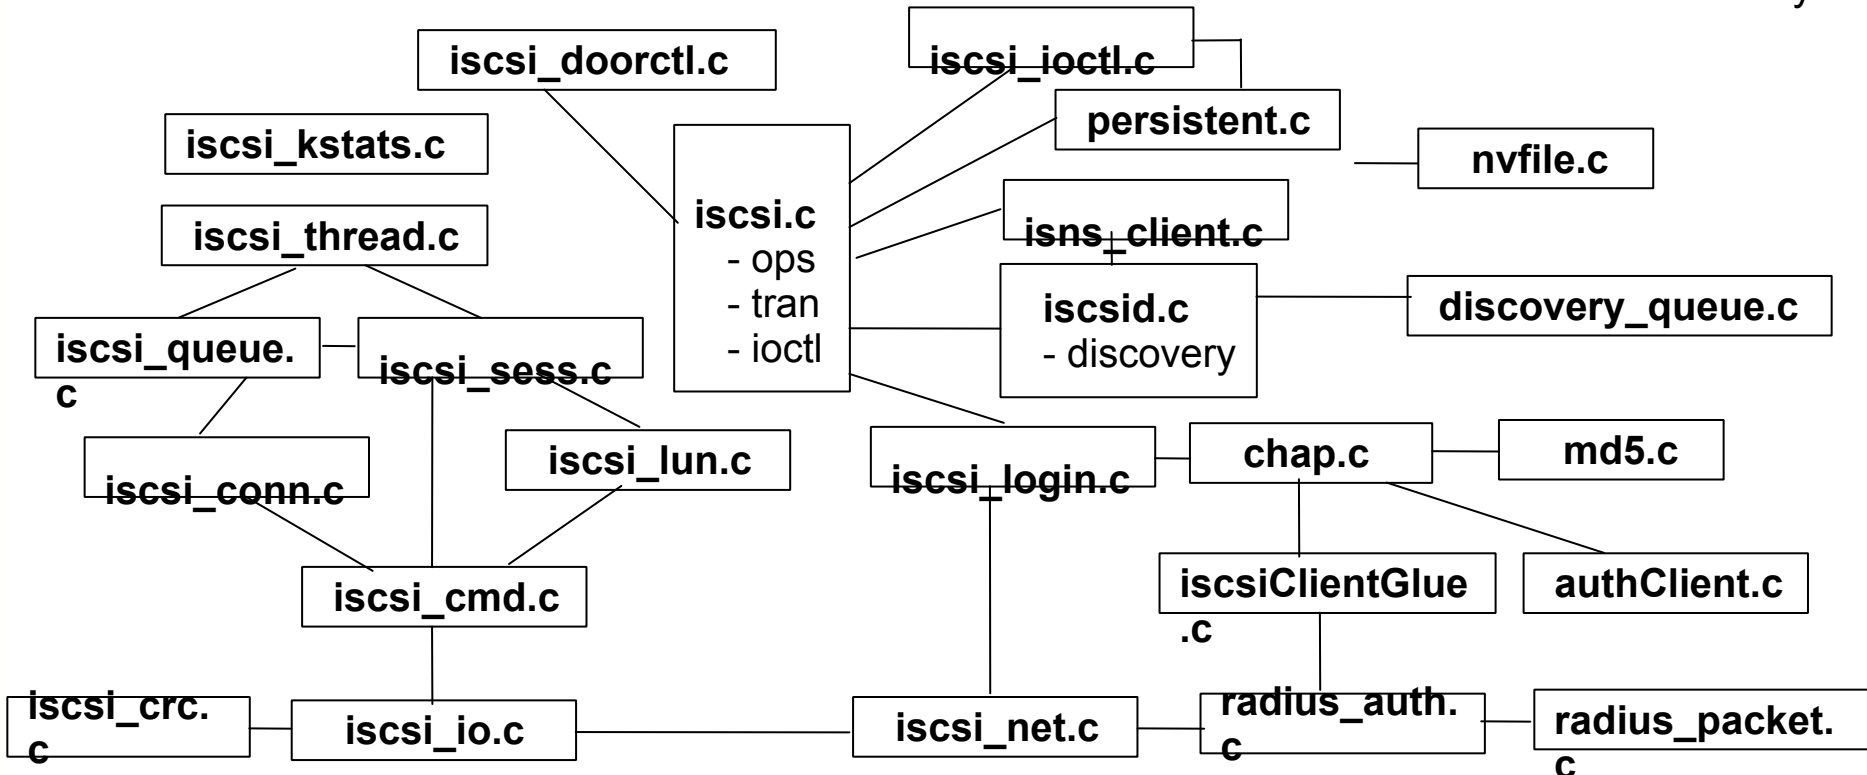 y
iscsi_doorctl.c
iscsi_ioctl.c
persistent.c
iscsi_kstats.c
nvfile.c
iscsi_thread.c
iscsi.c
- ops
- tran
- ioctl
isns_client.c
iscsid.c
- discovery
discovery_queue.c
iscsi_queue.
c
iscsi_sess.c
iscsi_conn.c
iscsi_lun.c
iscsi_login.c
chap.c
md5.c
iscsi_cmd.c
iscsiClientGlue
.c
authClient.c
iscsi_crc.
c
iscsi_io.c
iscsi_net.c
radius_auth.
c
radius_packet.
c